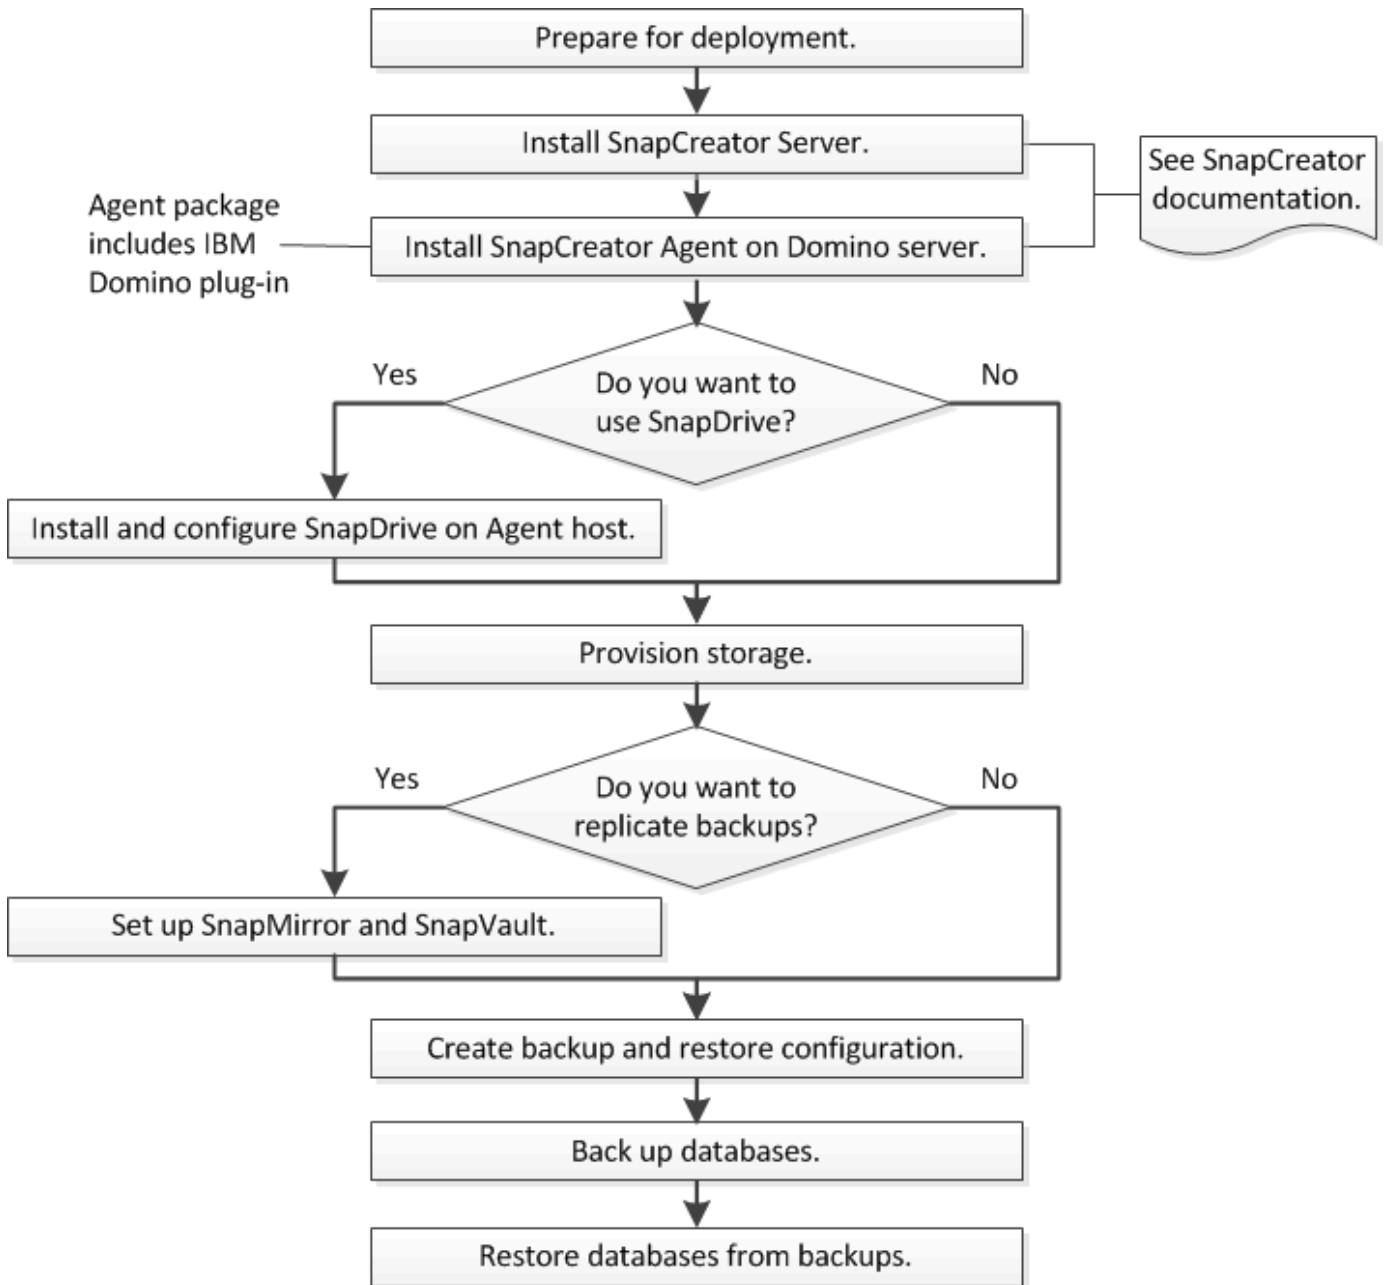 Prepare for deployment.
Install SnapCreator Server.
See SnapCreator
documentation.
Agent package
includes IBM
Domino plug-in
Install SnapCreator Agent on Domino server.
Yes
Do you want to
use SnapDrive?
No
Install and configure SnapDrive on Agent host.
Provision storage.
Yes
Do you want to
replicate backups?
No
Set up SnapMirror and SnapVault.
Create backup and restore configuration.
Back up databases.
Restore databases from backups.